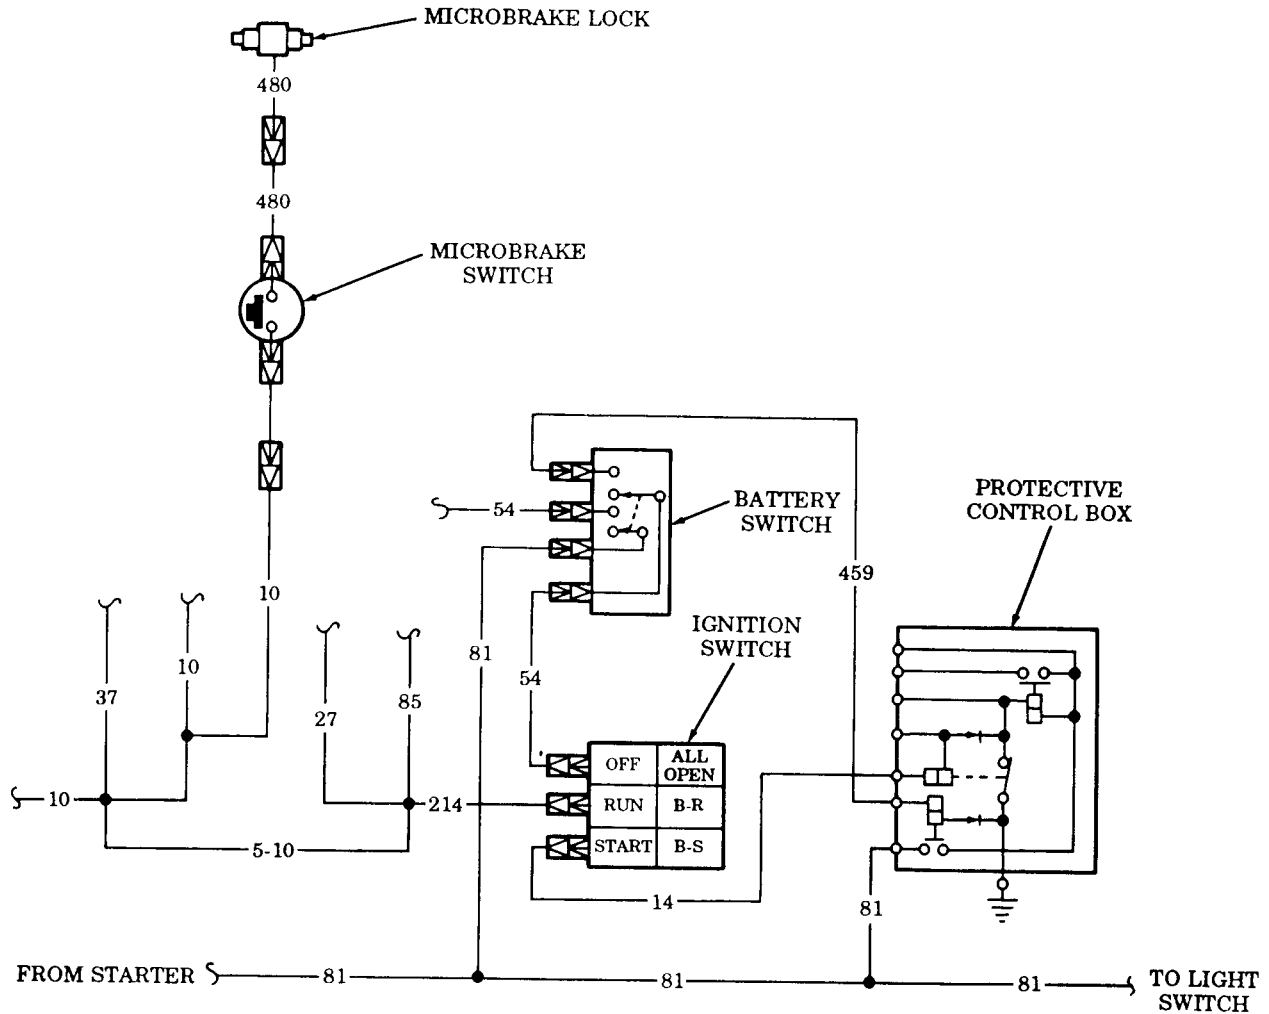 MICROBRAKE LOCK
480
480
MICROBRAKE
SWITCH
54
BATTERY
SWITCH
PROTECTIVE
CONTROL BOX
459
10
IGNITION
SWITCH
81
54
10
37
27
85
10
214
5-10
OFF
ALL
OPEN
RUN
B-R
START
B-S
14
81
FROM STARTER
81
81
81
TO LIGHT
SWITCH